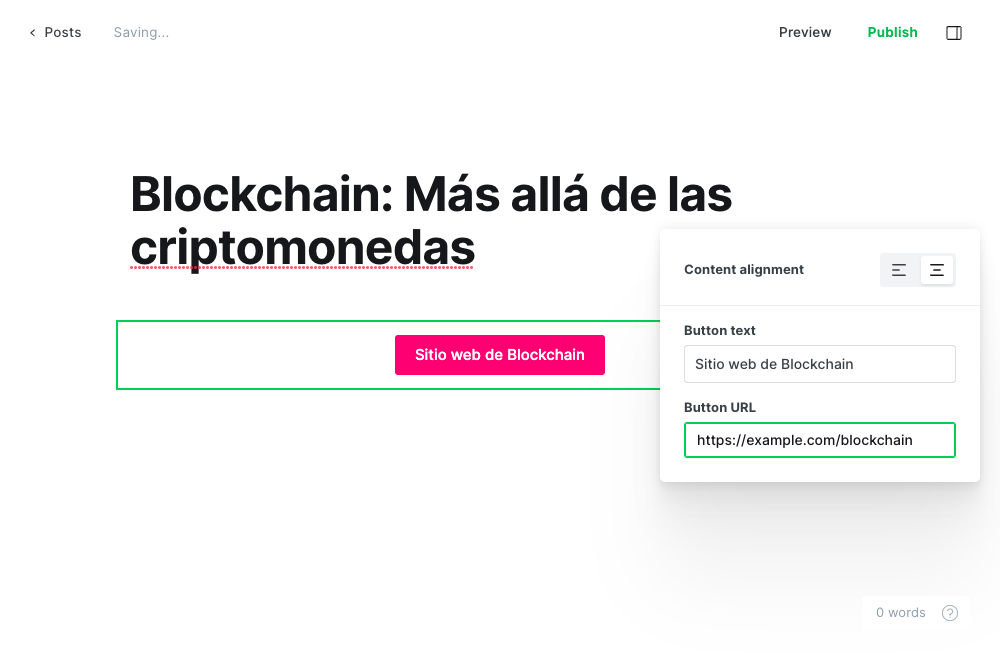 Posts
Saving...
Preview
Publish
Blockchain: Más allá de las
criptomonedas
Content alignment
Sitio web de Blockchain
Button text
Sitio web de Blockchain
Button URL
https://example.com/blockchain
0 words
?